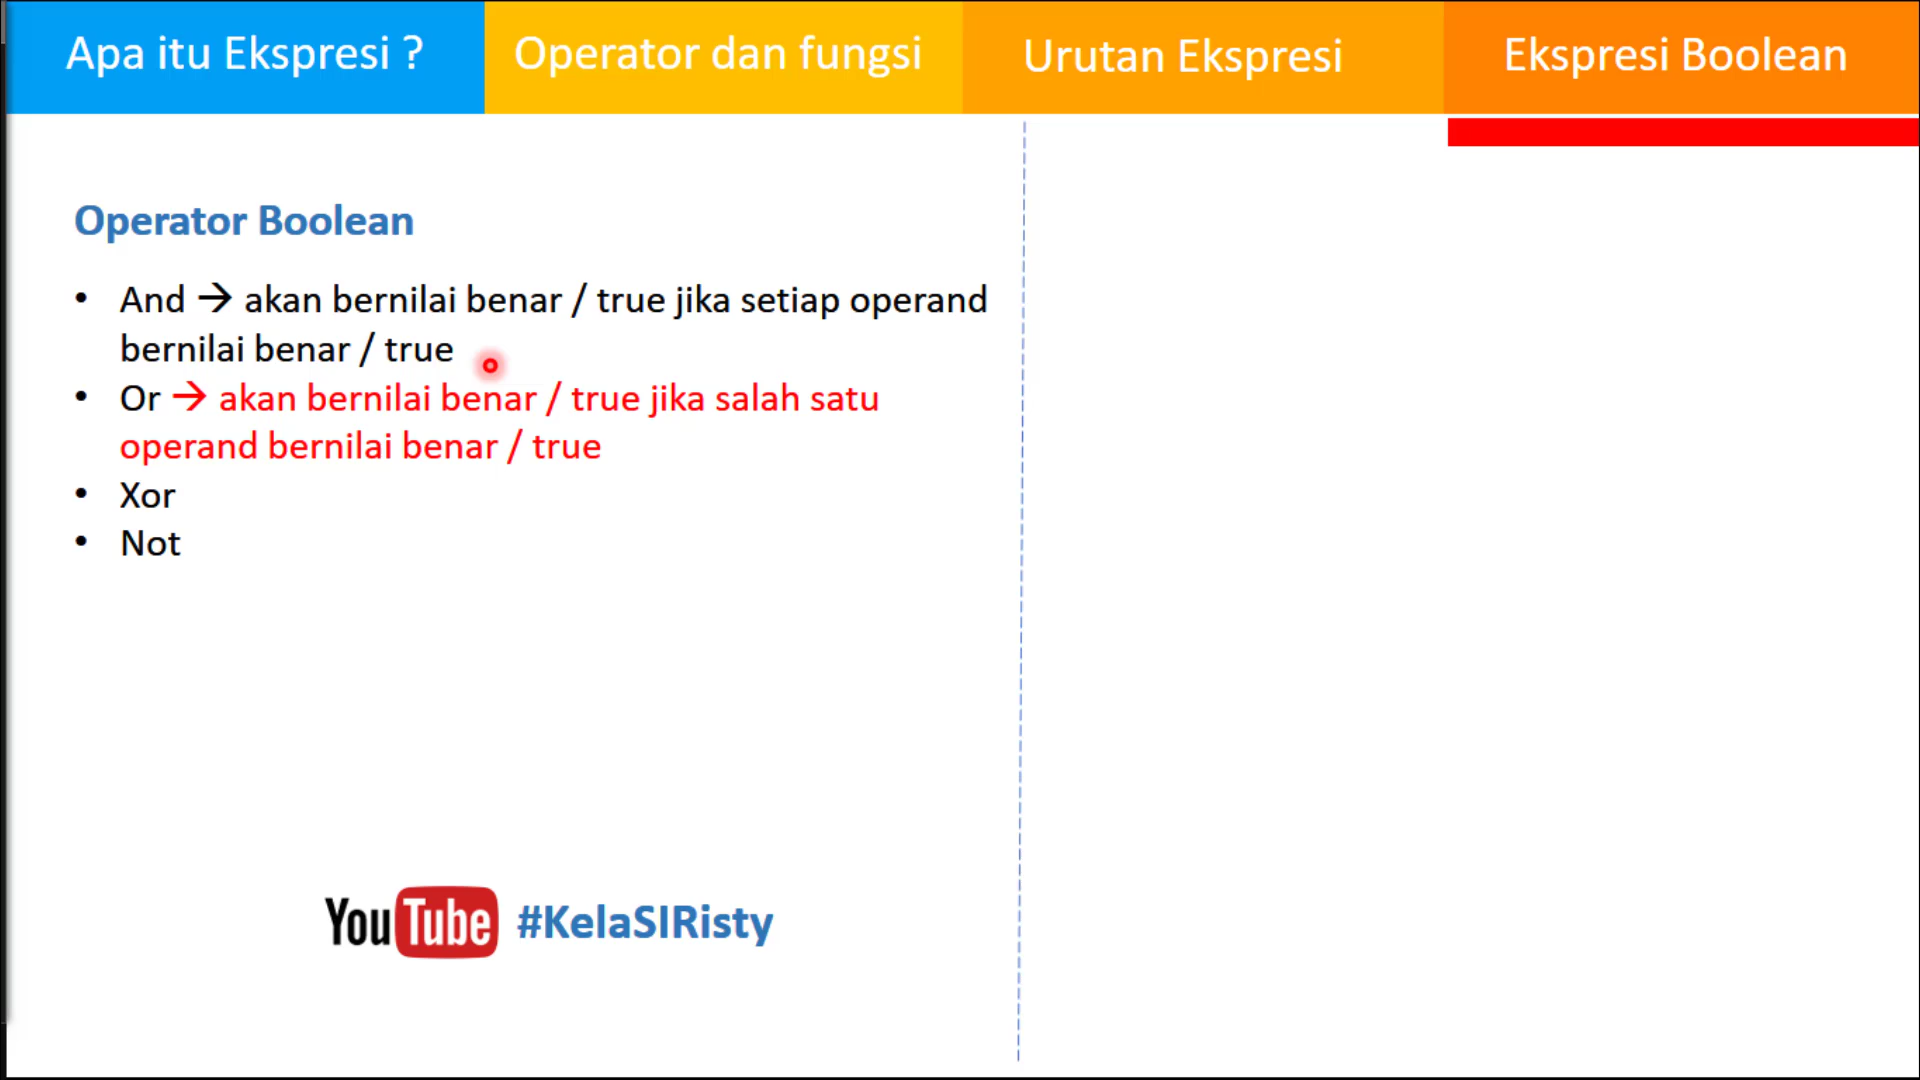 Apa itu Ekspresi ?
Operator dan fungsi
Urutan Ekspresi
Ekspresi Boolean
Operator Boolean
• And → akan bernilai benar / true jika setiap operand
bernilai benar / true
• Or → akan bernilai benar / true jika salah satu
operand bernilai benar / true
• Xor
• Not
YouTube #KelaSIRisty